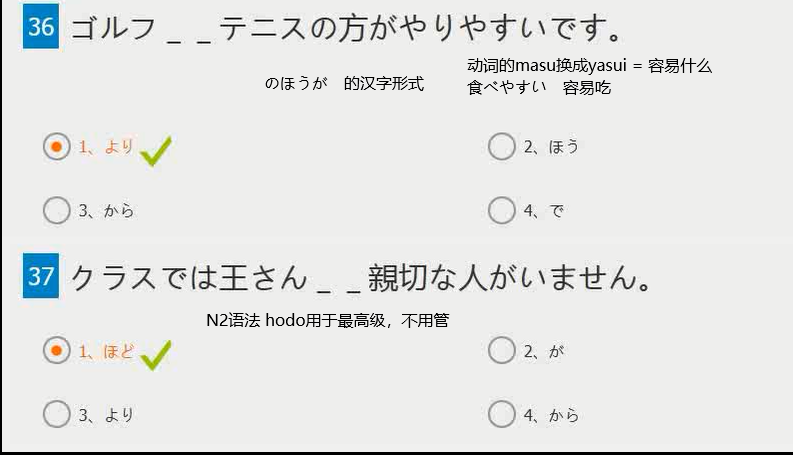 36 ゴルフ _ _ テニスの方がやりやすいです。
のほうが　的汉字形式
动词的masu换成yasui = 容易什么
食べやすい　容易吃
1、より
2、ほう
3、から
4、で
37 クラスでは王さん _ _ 親切な人がいません。
N2语法 hodo用于最高级，不用管
1、ほど
2、が
3、より
4、から